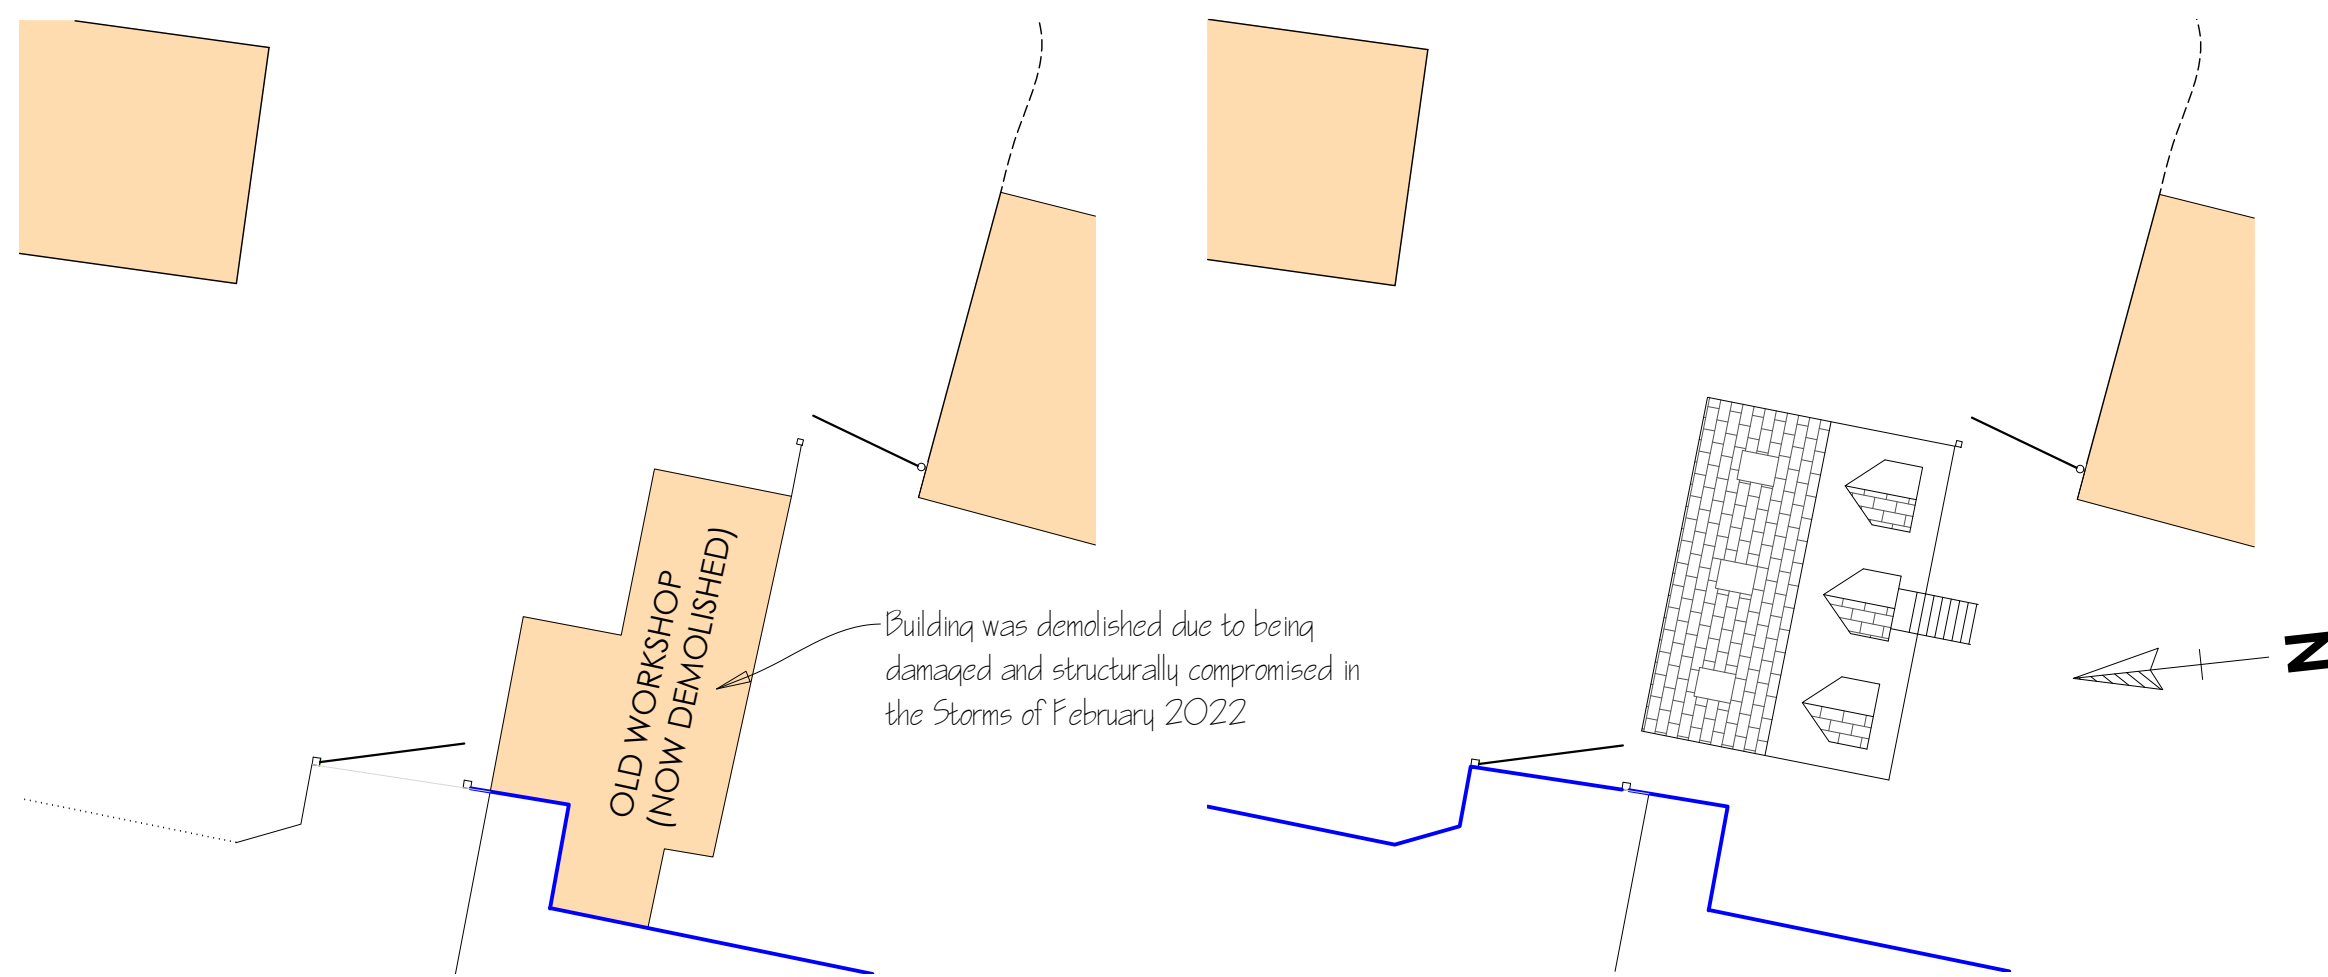 OLD WORKSHOP
(NOW DEMOLISHED)
Building was demolished due to being
damaged and structurally compromised in
the Storms of February 2022
N